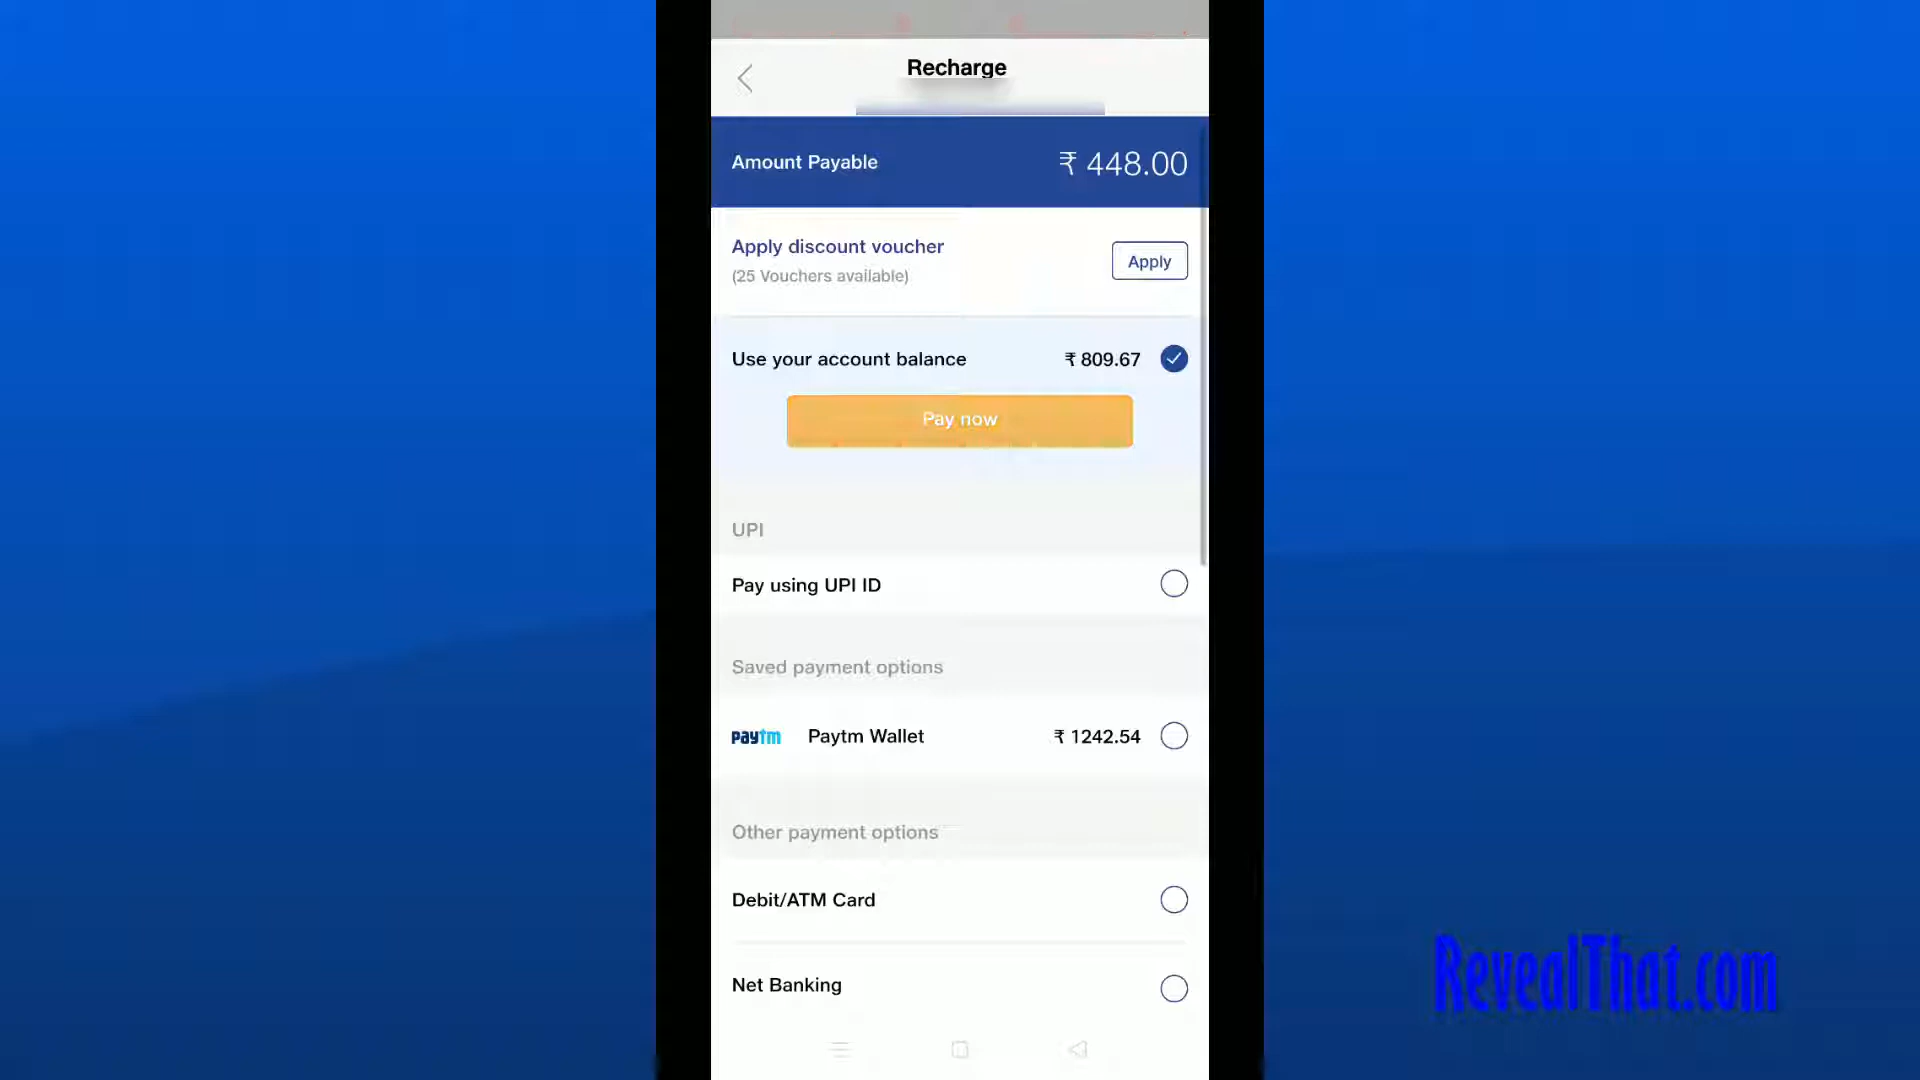 Recharge
Amount Payable
₹ 448.00
Apply discount voucher
(25 Vouchers available)
Apply
Use your account balance
₹ 809.67
Pay now
UPI
Pay using UPI ID
Saved payment options
paytm
Paytm Wallet
₹ 1242.54
Other payment options
Debit/ATM Card
Net Banking
RevealThat.com